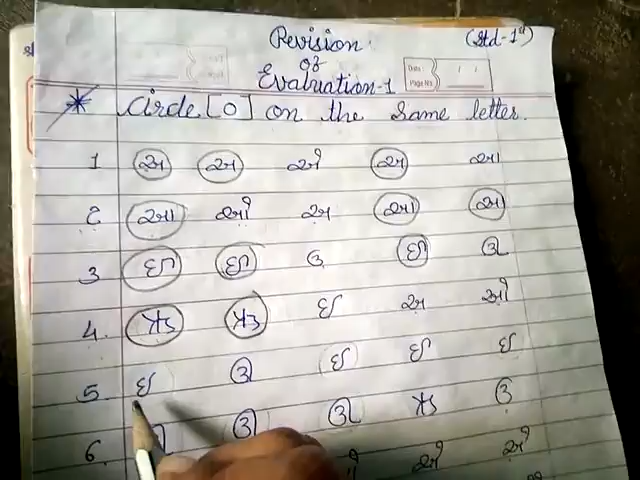 Revision (Std-1st)
of
Evaluation-1
Date / /
Page No.
* Circle [O] on the same letter.
1 અ અ એ અ આ
2 આ ઓ અ આ આ
3 ઈ ઈ ઉ ઈ ઊ
4. ઋ ઋ ઇ અ ઓ
5 ઇ ઉ ઇ ઇ ઇ
6. ઊ ઊ ઋ ઉ
ઐ ઐ